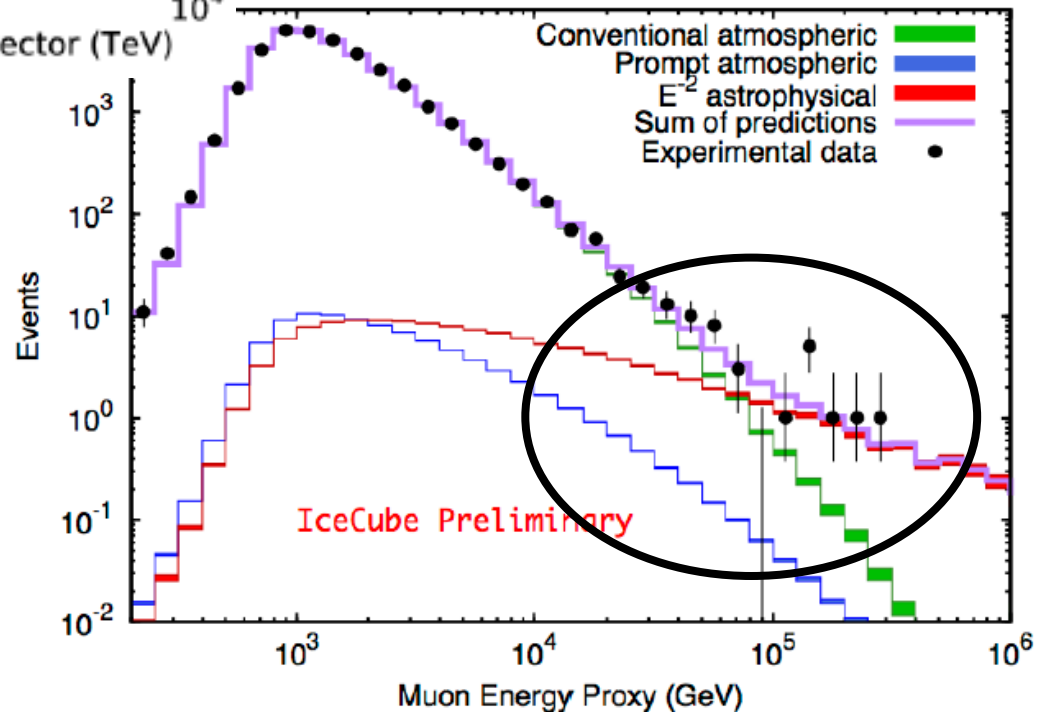 10⁴
ector (TeV)
Conventional atmospheric
Prompt atmospheric
E⁻² astrophysical
Sum of predictions
Experimental data
10³
10²
10¹
10⁰
10⁻¹
10⁻²
Events
IceCube Preliminary
10³ 10⁴ 10⁵ 10⁶
Muon Energy Proxy (GeV)